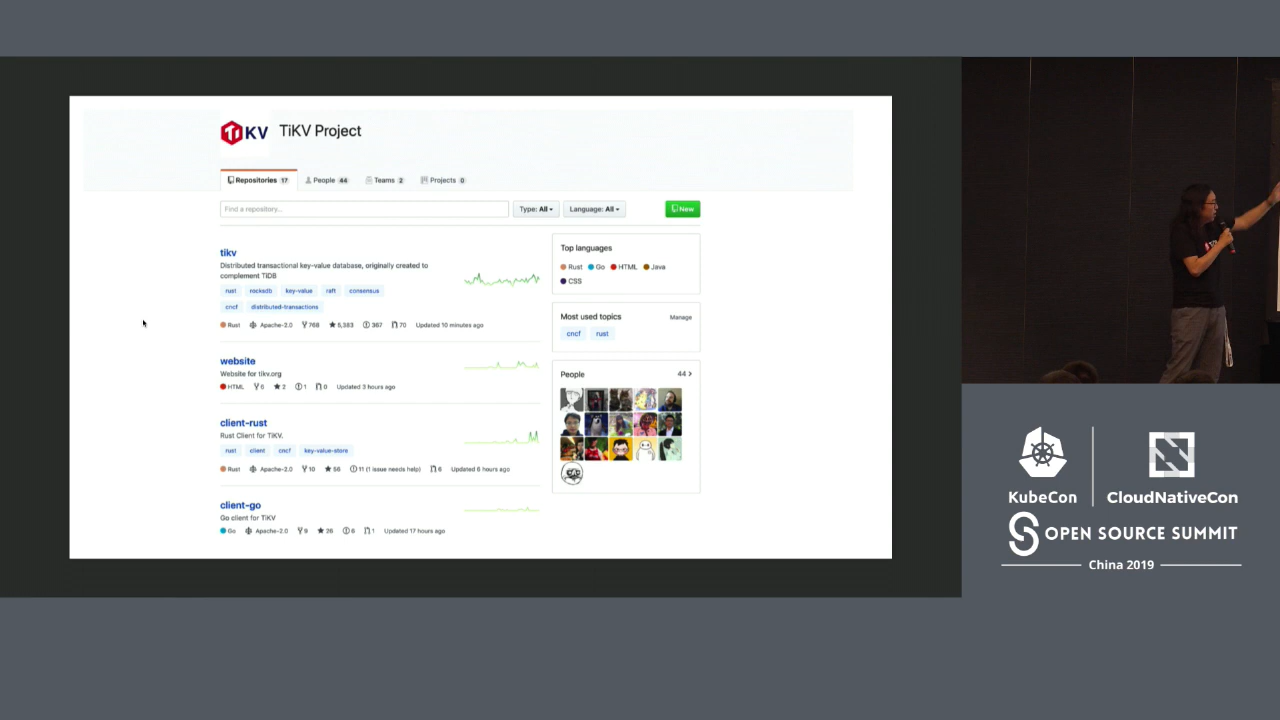 TiKV
TiKV Project
Repositories 17
People 44
Teams 2
Projects 0
Find a repository...
Type: All
Language: All
New
tikv
Distributed transactional key-value database, originally created to
complement TiDB
rust rocksdb key-value raft consensus
cncf distributed-transactions
Rust Apache-2.0 768 5,383 367 70 Updated 10 minutes ago
website
Website for tikv.org
HTML 6 2 1 0 Updated 3 hours ago
client-rust
Rust Client for TiKV.
rust client cncf key-value-store
Rust Apache-2.0 10 56 11 (1 issue needs help) 6 Updated 6 hours ago
client-go
Go client for TiKV
Go Apache-2.0 9 26 6 1 Updated 17 hours ago
Top languages
Rust Go HTML Java
CSS
Most used topics
Manage
cncf rust
People
44 >
KubeCon
CloudNativeCon
OPEN SOURCE SUMMIT
China 2019